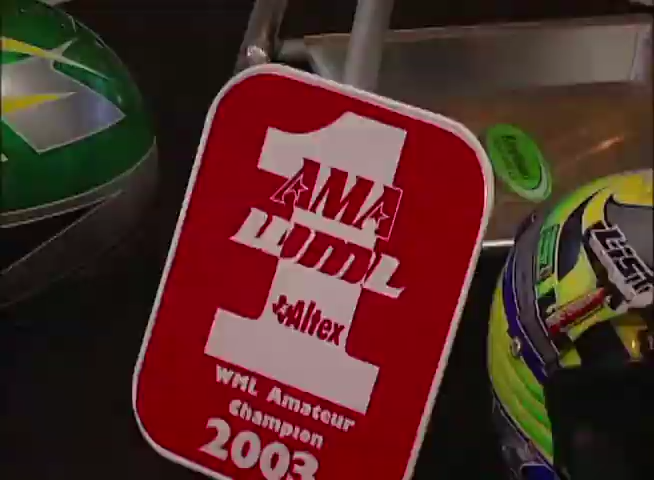 1
AMA
WML
Altex
WML Amateur
Champion
2003